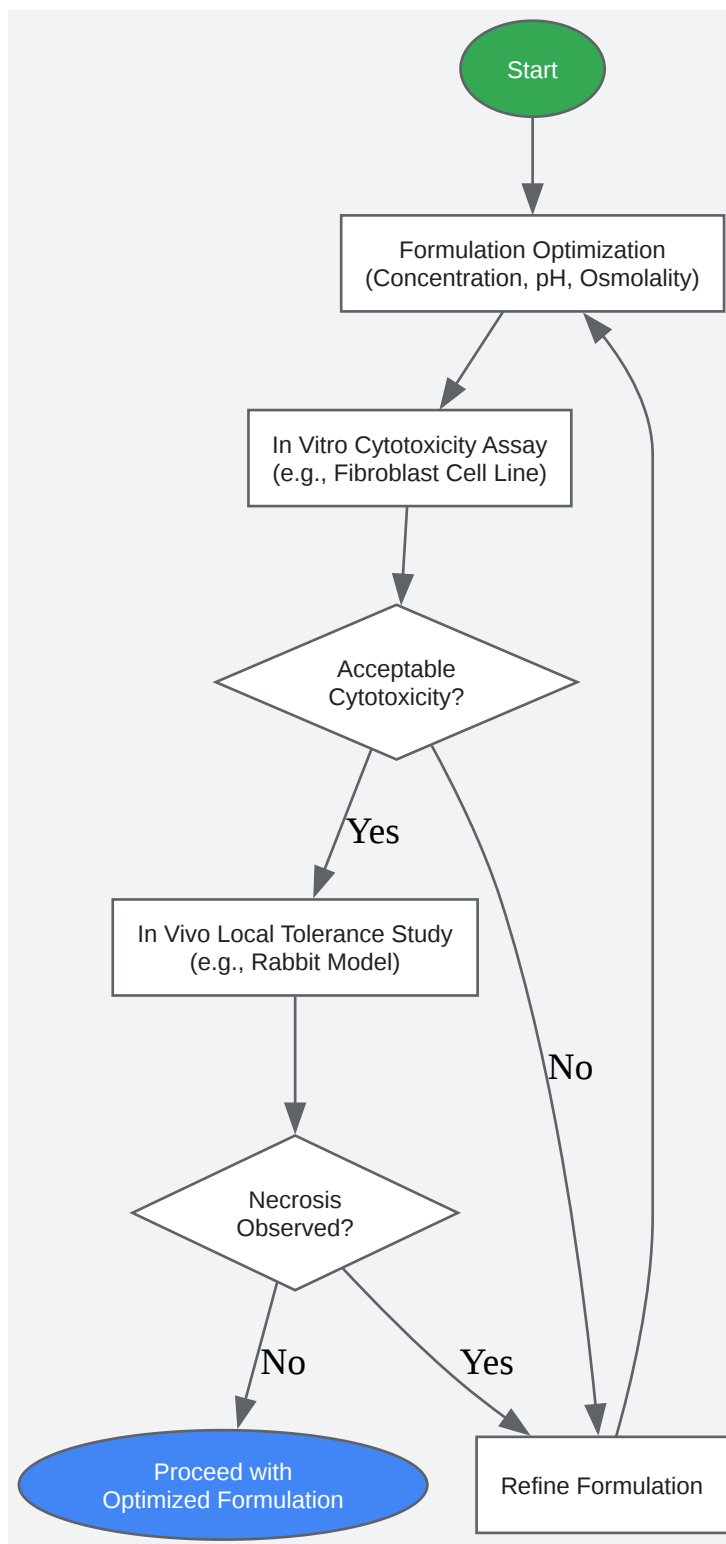 Start
Formulation Optimization
(Concentration, pH, Osmolality)
In Vitro Cytotoxicity Assay
(e.g., Fibroblast Cell Line)
Acceptable
Cytotoxicity?
Yes
In Vivo Local Tolerance Study
(e.g., Rabbit Model)
No
Necrosis
Observed?
No
Yes
Proceed with
Optimized Formulation
Refine Formulation